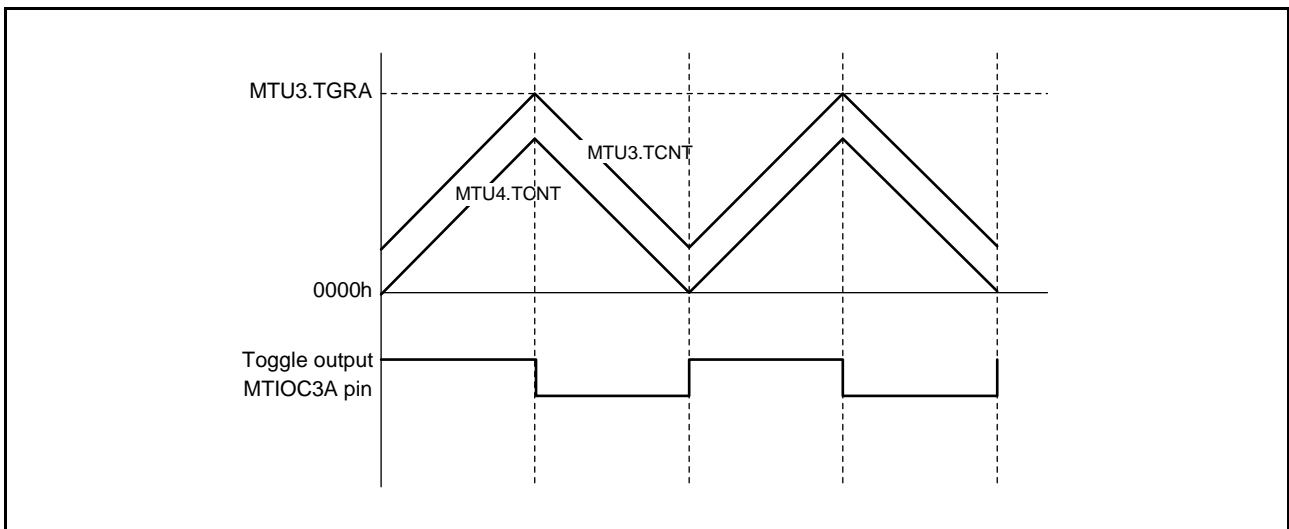 MTU3.TGRA
MTU3.TCNT
MTU4.TCNT
0000h
Toggle output
MTIOC3A pin